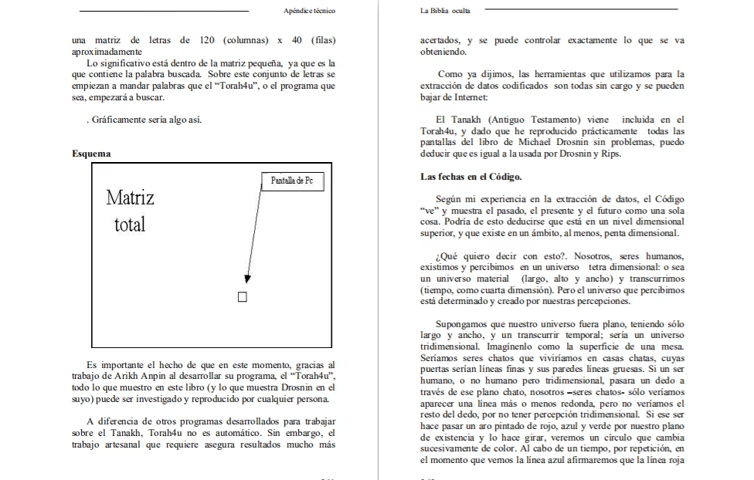 Apéndice técnico
una matriz de letras de 120 (columnas) x 40 (filas)
aproximadamente
Lo significativo está dentro de la matriz pequeña, ya que es la
que contiene la palabra buscada. Sobre este conjunto de letras se
empiezan a mandar palabras que el “Torah4u”, o el programa que
sea, empezará a buscar.
. Gráficamente sería algo así.
Esquema
Matriz
total
Pantalla de Pc
Es importante el hecho de que en este momento, gracias al
trabajo de Arikh Anpin al desarrollar su programa, el “Torah4u”,
todo lo que muestro en este libro (y lo que muestra Drosnin en el
suyo) puede ser investigado y reproducido por cualquier persona.
A diferencia de otros programas desarrollados para trabajar
sobre el Tanakh, Torah4u no es automático. Sin embargo, el
trabajo artesanal que requiere asegura resultados mucho más
La Biblia oculta
acertados, y se puede controlar exactamente lo que se va
obteniendo.
Como ya dijimos, las herramientas que utilizamos para la
extracción de datos codificados son todas sin cargo y se pueden
bajar de Internet:
El Tanakh (Antiguo Testamento) viene incluida en el
Torah4u, y dado que he reproducido prácticamente todas las
pantallas del libro de Michael Drosnin sin problemas, puedo
deducir que es igual a la usada por Drosnin y Rips.
Las fechas en el Código.
Según mi experiencia en la extracción de datos, el Código
“ve” y muestra el pasado, el presente y el futuro como una sola
cosa. Podría de esto deducirse que está en un nivel dimensional
superior, y que existe en un ámbito, al menos, penta dimensional.
¿Qué quiero decir con esto?. Nosotros, seres humanos,
existimos y percibimos en un universo tetra dimensional: o sea
un universo material (largo, alto y ancho) y transcurrimos
(tiempo, como cuarta dimensión). Pero el universo que percibimos
está determinado y creado por nuestras percepciones.
Supongamos que nuestro universo fuera plano, teniendo sólo
largo y ancho, y un transcurrir temporal; sería un universo
tridimensional. Imagínenlo como la superficie de una mesa.
Seríamos seres chatos que viviríamos en casas chatas, cuyas
puertas serían líneas finas y sus paredes líneas gruesas. Si un ser
humano, o no humano pero tridimensional, pasara un dedo a
través de ese plano chato, nosotros –seres chatos- sólo veríamos
aparecer una línea más o menos redonda, pero no veríamos el
resto del dedo, por no tener percepción tridimensional. Si ese ser
hace pasar un aro pintado de rojo, azul y verde por nuestro plano
de existencia y lo hace girar, veremos un círculo que cambia
sucesivamente de color. Al cabo de un tiempo, por repetición, en
el momento que vemos la línea azul afirmaremos que la línea roja